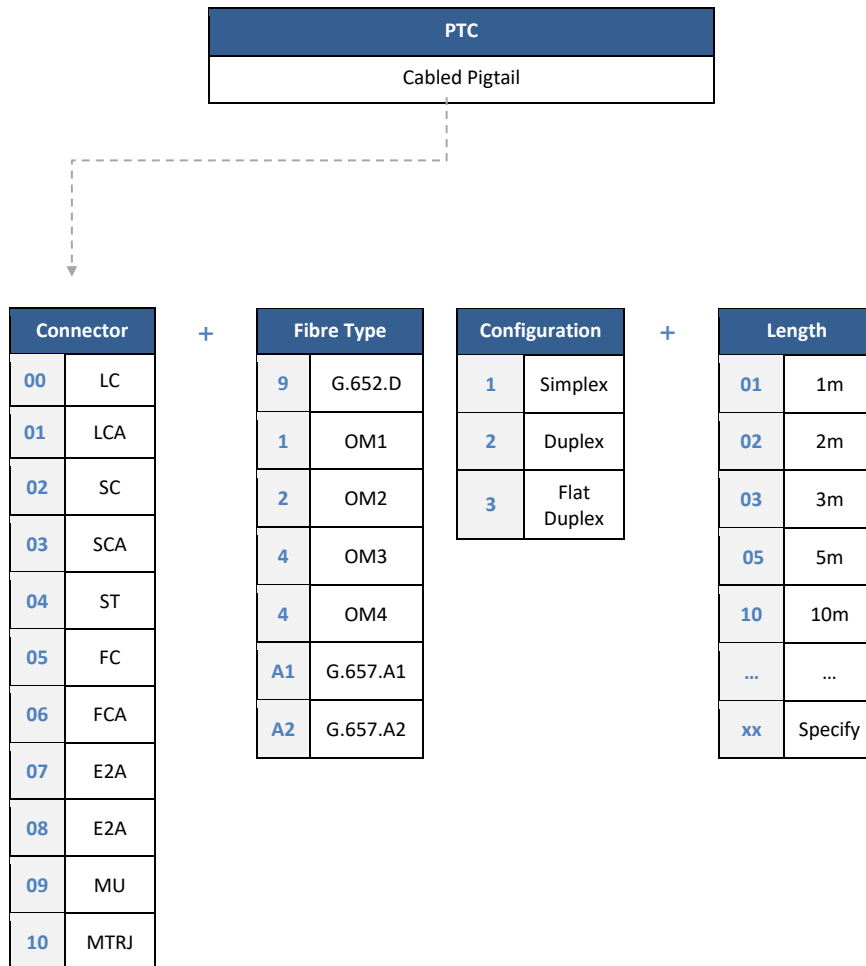 PTC
Cabled Pigtail
Connector
00 LC
01 LCA
02 SC
03 SCA
04 ST
05 FC
06 FCA
07 E2A
08 E2A
09 MU
10 MTRJ
+
Fibre Type
9 G.652.D
1 OM1
2 OM2
4 OM3
4 OM4
A1 G.657.A1
A2 G.657.A2
Configuration
1 Simplex
2 Duplex
3 Flat
Duplex
+
Length
01 1m
02 2m
03 3m
05 5m
10 10m
... ...
xx Specify